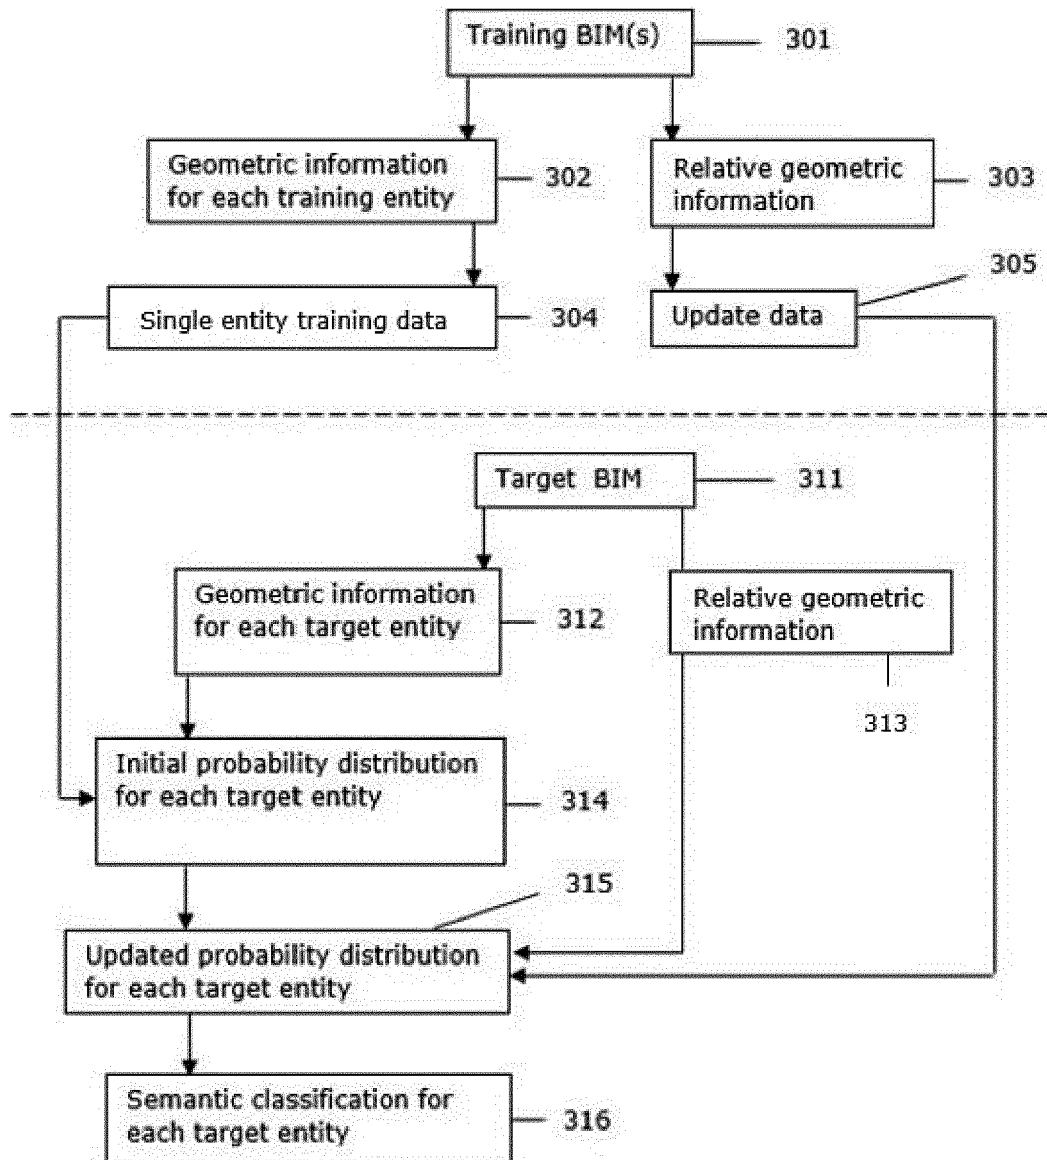 Training BIM(s)
301
Geometric information
for each training entity
302
Relative geometric
information
303
305
Single entity training data
304
Update data
Target BIM
311
Geometric information
for each target entity
312
Relative geometric
information
313
Initial probability distribution
for each target entity
314
315
Updated probability distribution
for each target entity
Semantic classification for
each target entity
316